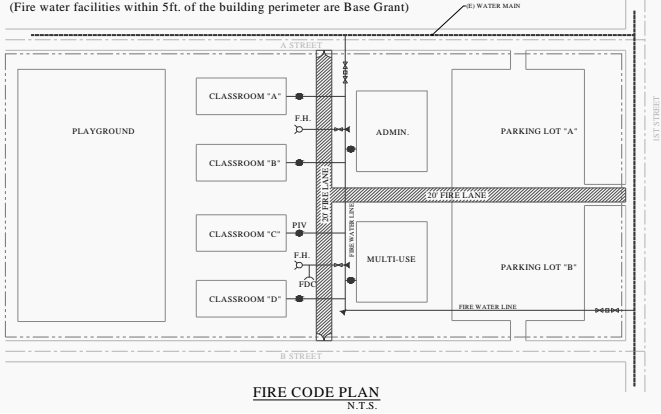 (Fire water facilities within 5ft. of the building perimeter are Base Grant)
(E) WATER MAIN
A STREET
1ST STREET
CLASSROOM "A"
F.H.
PLAYGROUND
ADMIN.
PARKING LOT "A"
CLASSROOM "B"
20' FIRE LANE
20' FIRE LANE
FIRE WATER LINE
PIV
CLASSROOM "C"
F.H.
MULTI-USE
PARKING LOT "B"
FDC
CLASSROOM "D"
FIRE WATER LINE
B STREET
FIRE CODE PLAN
N.T.S.